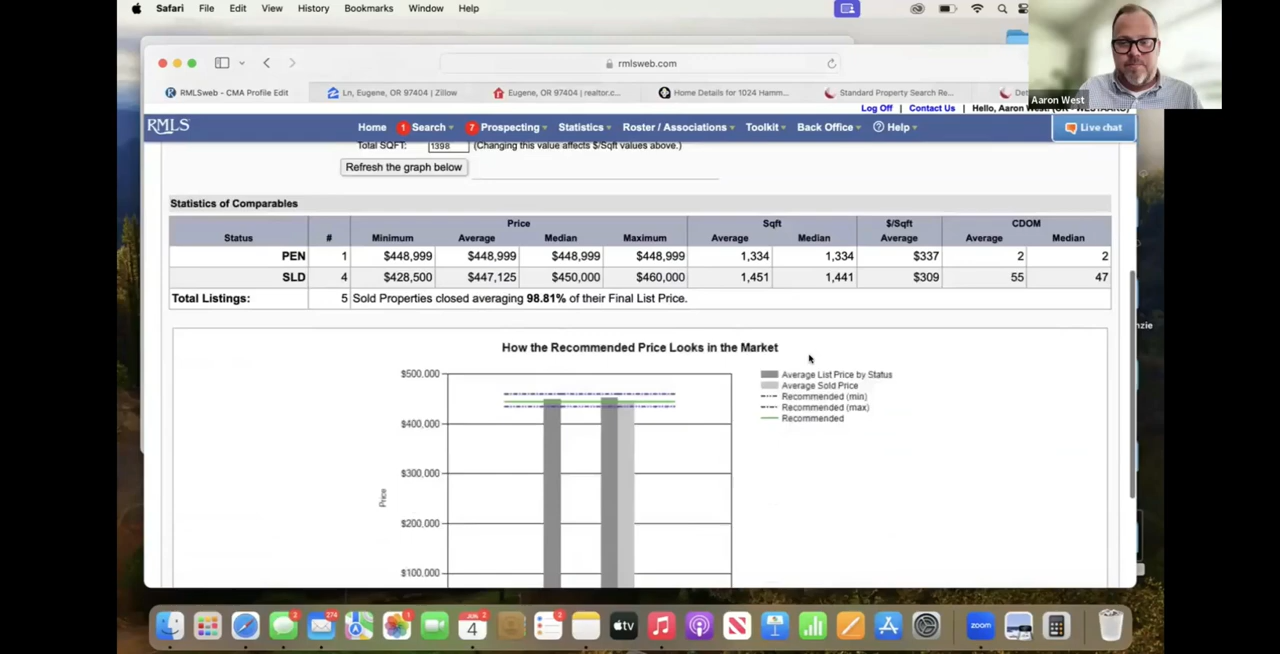 Safari File Edit View History Bookmarks Window Help
rmlsweb.com
RMLSweb - CMA Profile Edit
Ln, Eugene, OR 97404 | Zillow
Eugene, OR 97404 | realtor.c...
Home Details for 1024 Hamm...
Standard Property Search Re...
Aaron West
Log Off | Contact Us | Hello, Aaron West!
RMLS
Home 1 Search 7 Prospecting Statistics Roster / Associations Toolkit Back Office Help Live chat
Total SQFT: 1398 (Changing this value affects $/Sqft values above.)
Refresh the graph below
Statistics of Comparables
Price Sqft $/Sqft CDOM
Status # Minimum Average Median Maximum Average Median Average Average Median
PEN 1 $448,999 $448,999 $448,999 $448,999 1,334 1,334 $337 2 2
SLD 4 $428,500 $447,125 $450,000 $460,000 1,451 1,441 $309 55 47
Total Listings: 5 Sold Properties closed averaging 98.81% of their Final List Price.
nzie
How the Recommended Price Looks in the Market
$500,000
$400,000
$300,000
$200,000
$100,000
Price
Average List Price by Status
Average Sold Price
Recommended (min)
Recommended (max)
Recommended
274
JUN
4
tv
zoom